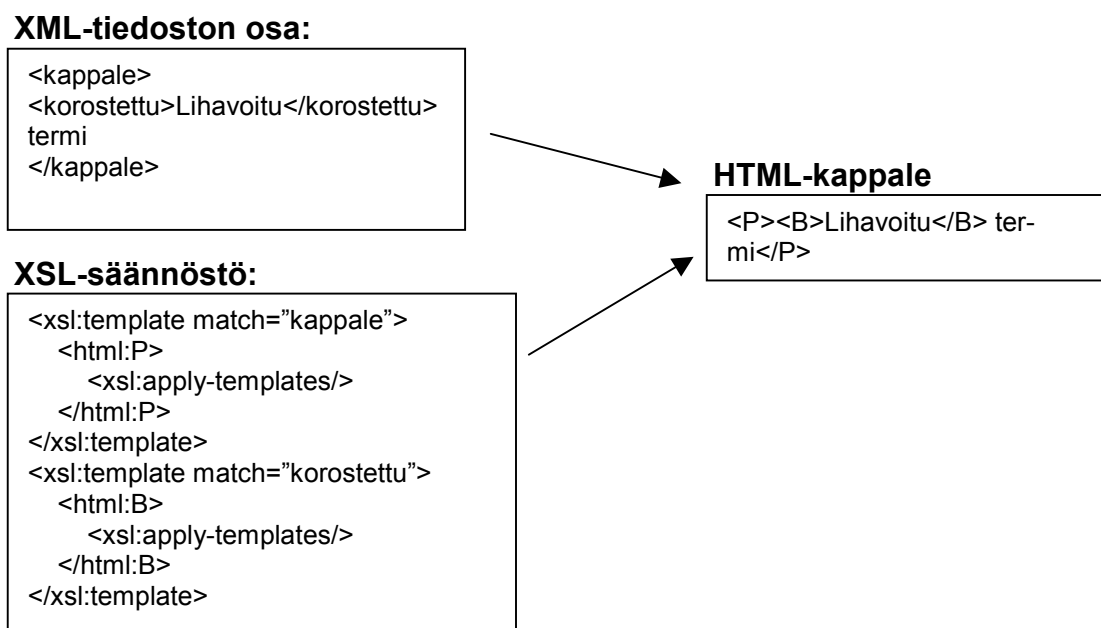 XML-tiedoston osa:
<kappale>
<korostettu>Lihavoitu</korostettu>
termi
</kappale>
HTML-kappale
<P><B>Lihavoitu</B> ter-
mi</P>
XSL-säännöstö:
<xsl:template match=”kappale”>
<html:P>
<xsl:apply-templates/>
</html:P>
</xsl:template>
<xsl:template match=”korostettu”>
<html:B>
<xsl:apply-templates/>
</html:B>
</xsl:template>